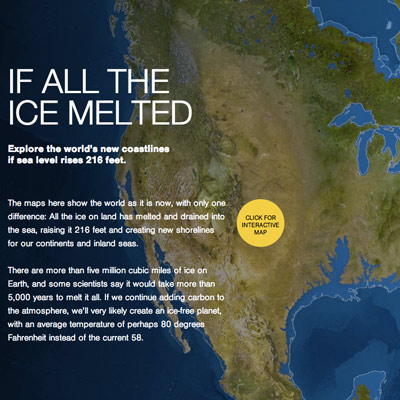 IF ALL THE
ICE MELTED
Explore the world's new coastlines
if sea level rises 216 feet.
The maps here show the world as it is now, with only one
difference: All the ice on land has melted and drained into
the sea, raising it 216 feet and creating new shorelines
for our continents and inland seas.
CLICK FOR
INTERACTIVE
MAP
There are more than five million cubic miles of ice on
Earth, and some scientists say it would take more than
5,000 years to melt it all. If we continue adding carbon to
the atmosphere, we'll very likely create an ice-free planet,
with an average temperature of perhaps 80 degrees
Fahrenheit instead of the current 58.